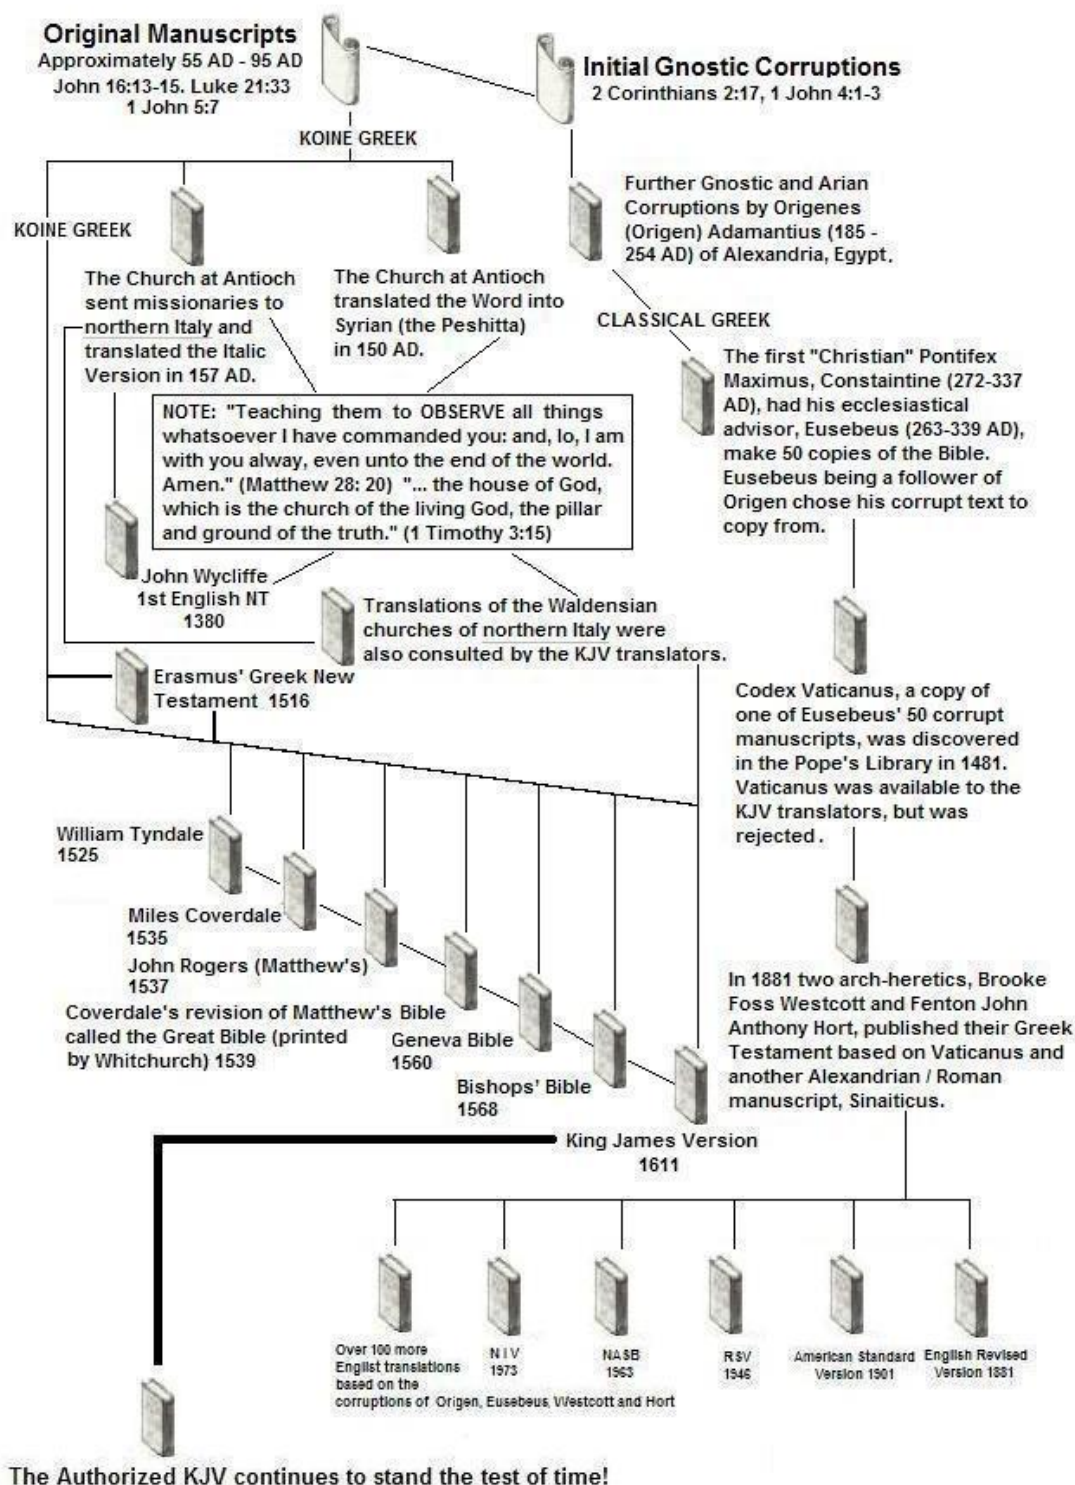 Original Manuscripts
Approximately 55 AD - 95 AD
John 16:13-15. Luke 21:33
1 John 5:7
Initial Gnostic Corruptions
2 Corinthians 2:17, 1 John 4:1-3
KOINE GREEK
KOINE GREEK
Further Gnostic and Arian
Corruptions by Origenes
(Origen) Adamantius (185 -
254 AD) of Alexandria, Egypt.
The Church at Antioch
sent missionaries to
northern Italy and
translated the Italic
Version in 157 AD.
The Church at Antioch
translated the Word into
Syrian (the Peshitta)
in 150 AD.
CLASSICAL GREEK
The first "Christian" Pontifex
Maximus, Constaintine (272-337
AD), had his ecclesiastical
advisor, Eusebeus (263-339 AD),
make 50 copies of the Bible.
Eusebeus being a follower of
Origen chose his corrupt text to
copy from.
NOTE: "Teaching them to OBSERVE all things
whatsoever I have commanded you: and, lo, I am
with you alway, even unto the end of the world.
Amen." (Matthew 28: 20) "... the house of God,
which is the church of the living God, the pillar
and ground of the truth." (1 Timothy 3:15)
John Wycliffe
1st English NT
1380
Translations of the Waldensian
churches of northern Italy were
also consulted by the KJV translators.
Erasmus' Greek New
Testament 1516
Codex Vaticanus, a copy of
one of Eusebeus' 50 corrupt
manuscripts, was discovered
in the Pope's Library in 1481.
Vaticanus was available to the
KJV translators, but was
rejected .
William Tyndale
1525
Miles Coverdale
1535
John Rogers (Matthew's)
1537
Coverdale's revision of Matthew's Bible
called the Great Bible (printed
by Whitchurch) 1539
Geneva Bible
1560
Bishops' Bible
1568
King James Version
1611
In 1881 two arch-heretics, Brooke
Foss Westcott and Fenton John
Anthony Hort, published their Greek
Testament based on Vaticanus and
another Alexandrian / Roman
manuscript, Sinaiticus.
Over 100 more
Englist translations
based on the
corruptions of Origen, Eusebeus, Westcott and Hort
NIV
1973
NASB
1963
RSV
1946
American Standard
Version 1901
English Revised
Version 1881
The Authorized KJV continues to stand the test of time!